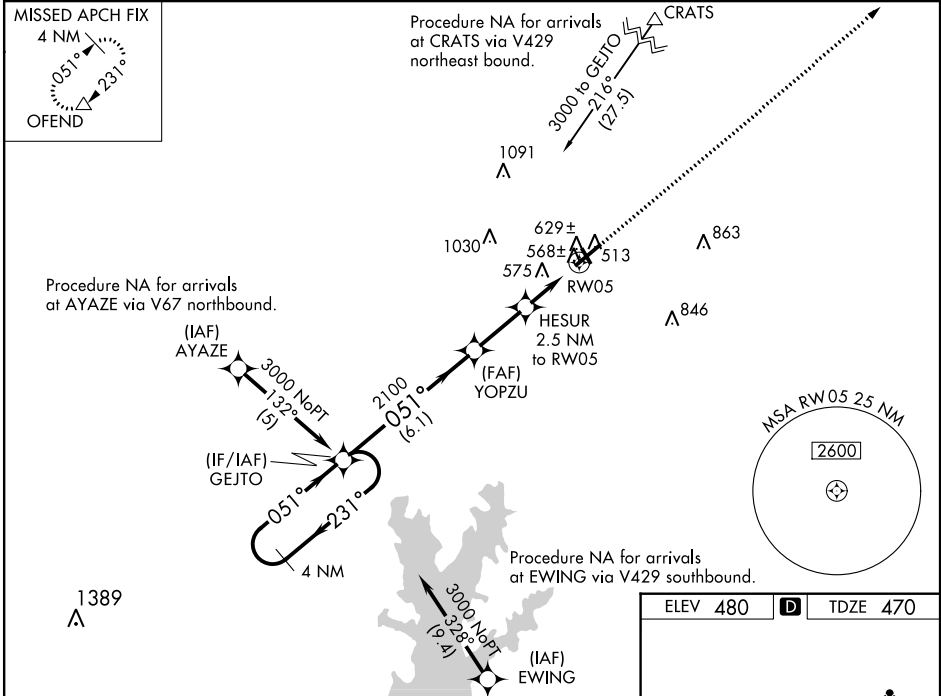 MISSED APCH FIX
4 NM
051°
231°
OFEND
Procedure NA for arrivals
at CRATS via V429
northeast bound.
CRATS
3000 to GEJTO
216°
(27.5)
1091
1030
629±
568±
513
575
863
RW05
846
Procedure NA for arrivals
at AYAZE via V67 northbound.
(IAF)
AYAZE
3000 NoPT
132°
(5)
HESUR
2.5 NM
to RW05
(FAF)
YOPZU
2100
051°
(6.1)
(IF/IAF)
GEJTO
051°
231°
4 NM
MSA RW05 25 NM
2600
1389
Procedure NA for arrivals
at EWING via V429 southbound.
3000 NoPT
328°
(9.4)
(IAF)
EWING
ELEV 480 D TDZE 470